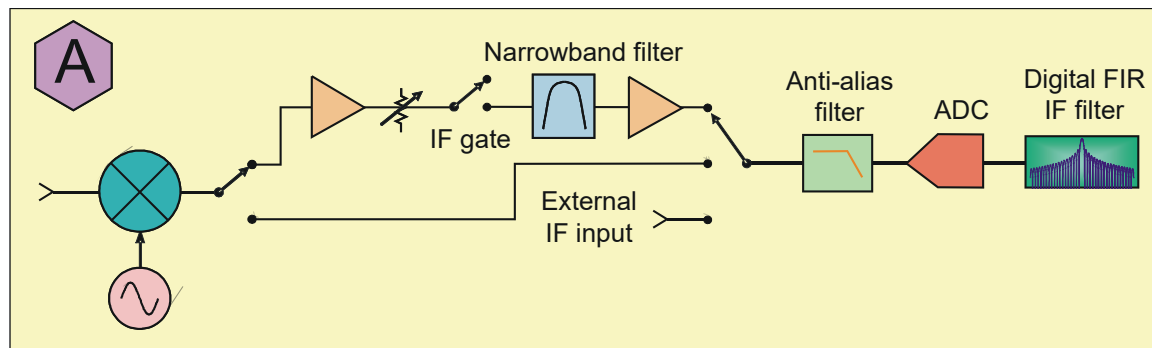 A
Narrowband filter
IF gate
External
IF input
Anti-alias
filter
ADC
Digital FIR
IF filter